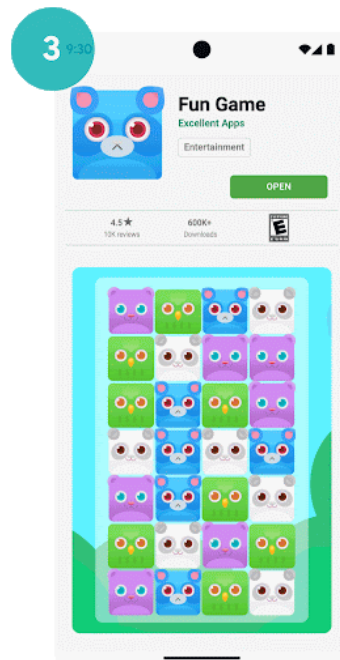 3
9:30
Fun Game
Excellent Apps
Entertainment
OPEN
4.5★
10K reviews
600K+
Downloads
E